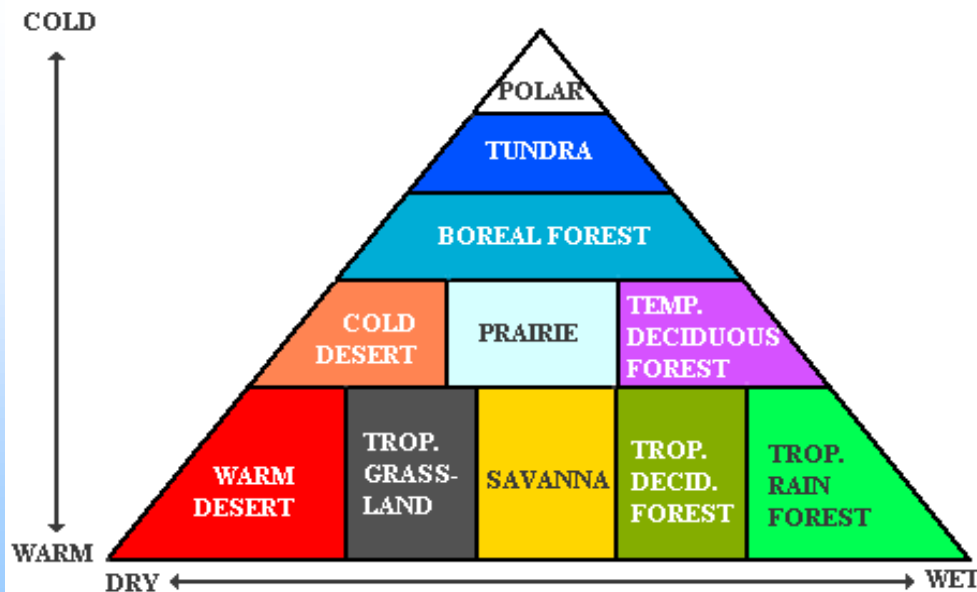 COLD
POLAR
TUNDRA
BOREAL FOREST
COLD
DESERT
PRAIRIE
TEMP.
DECIDUOUS
FOREST
WARM
DESERT
TROP.
GRASS-
LAND
SAVANNA
TROP.
DECID.
FOREST
TROP.
RAIN
FOREST
WARM
DRY
WET